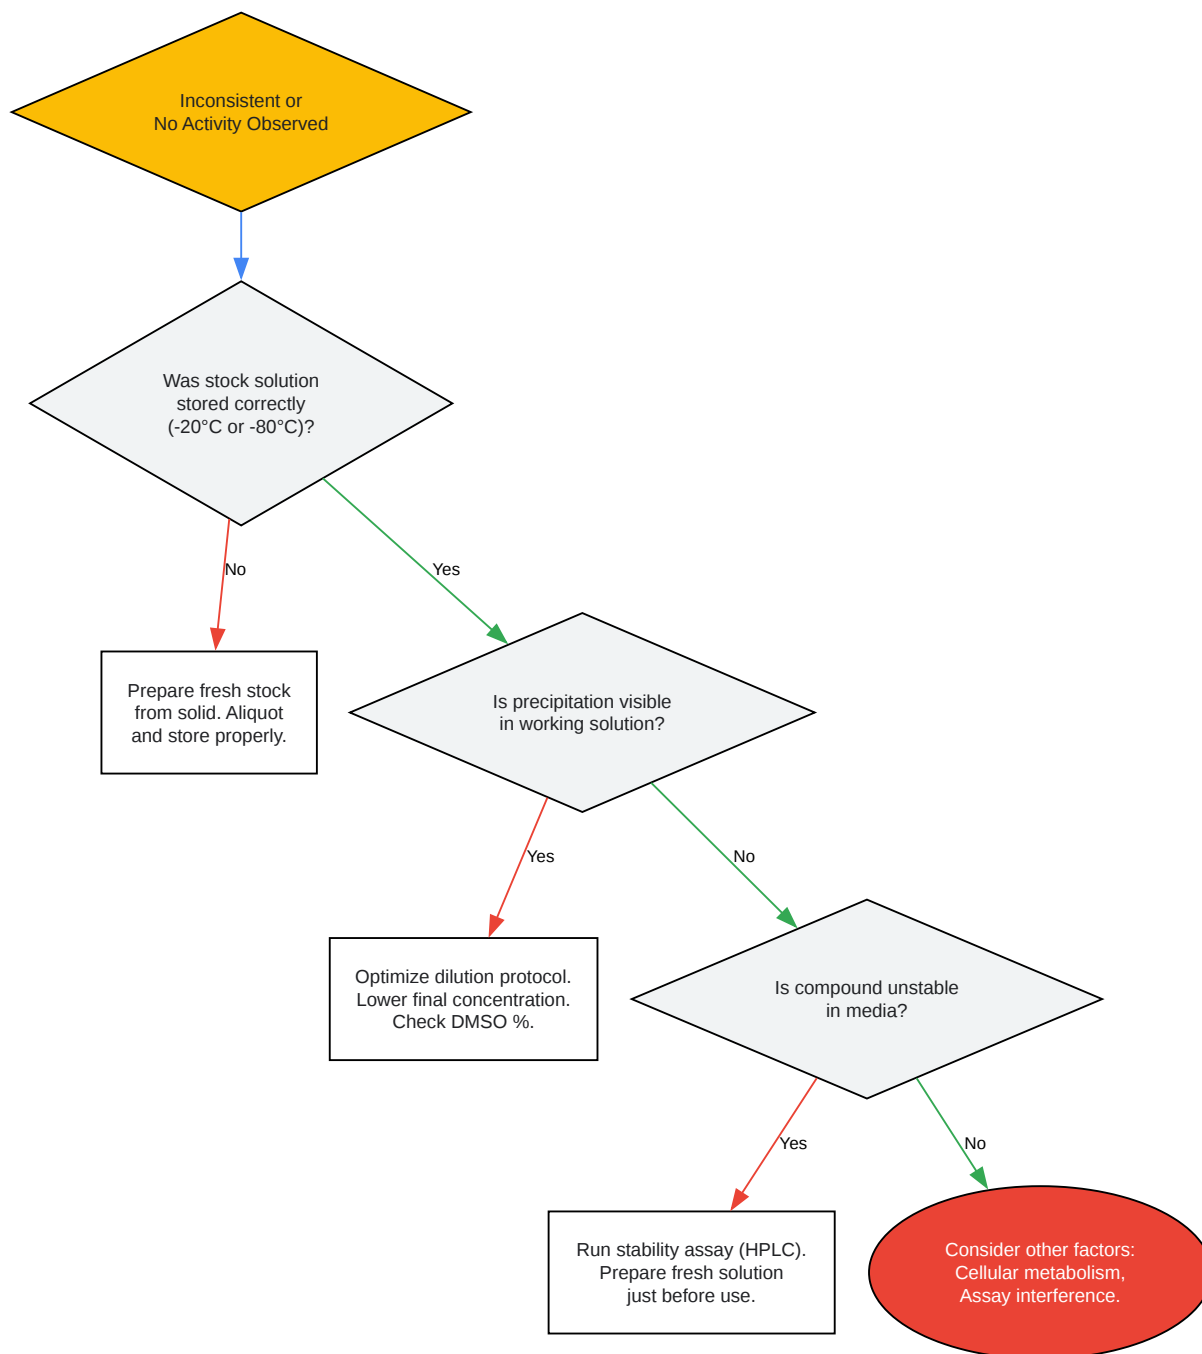 Inconsistent or
No Activity Observed
Was stock solution
stored correctly
(-20°C or -80°C)?
No
Yes
Prepare fresh stock
from solid. Aliquot
and store properly.
Is precipitation visible
in working solution?
Yes
No
Optimize dilution protocol.
Lower final concentration.
Check DMSO %.
Is compound unstable
in media?
Yes
No
Run stability assay (HPLC).
Prepare fresh solution
just before use.
Consider other factors:
Cellular metabolism,
Assay interference.